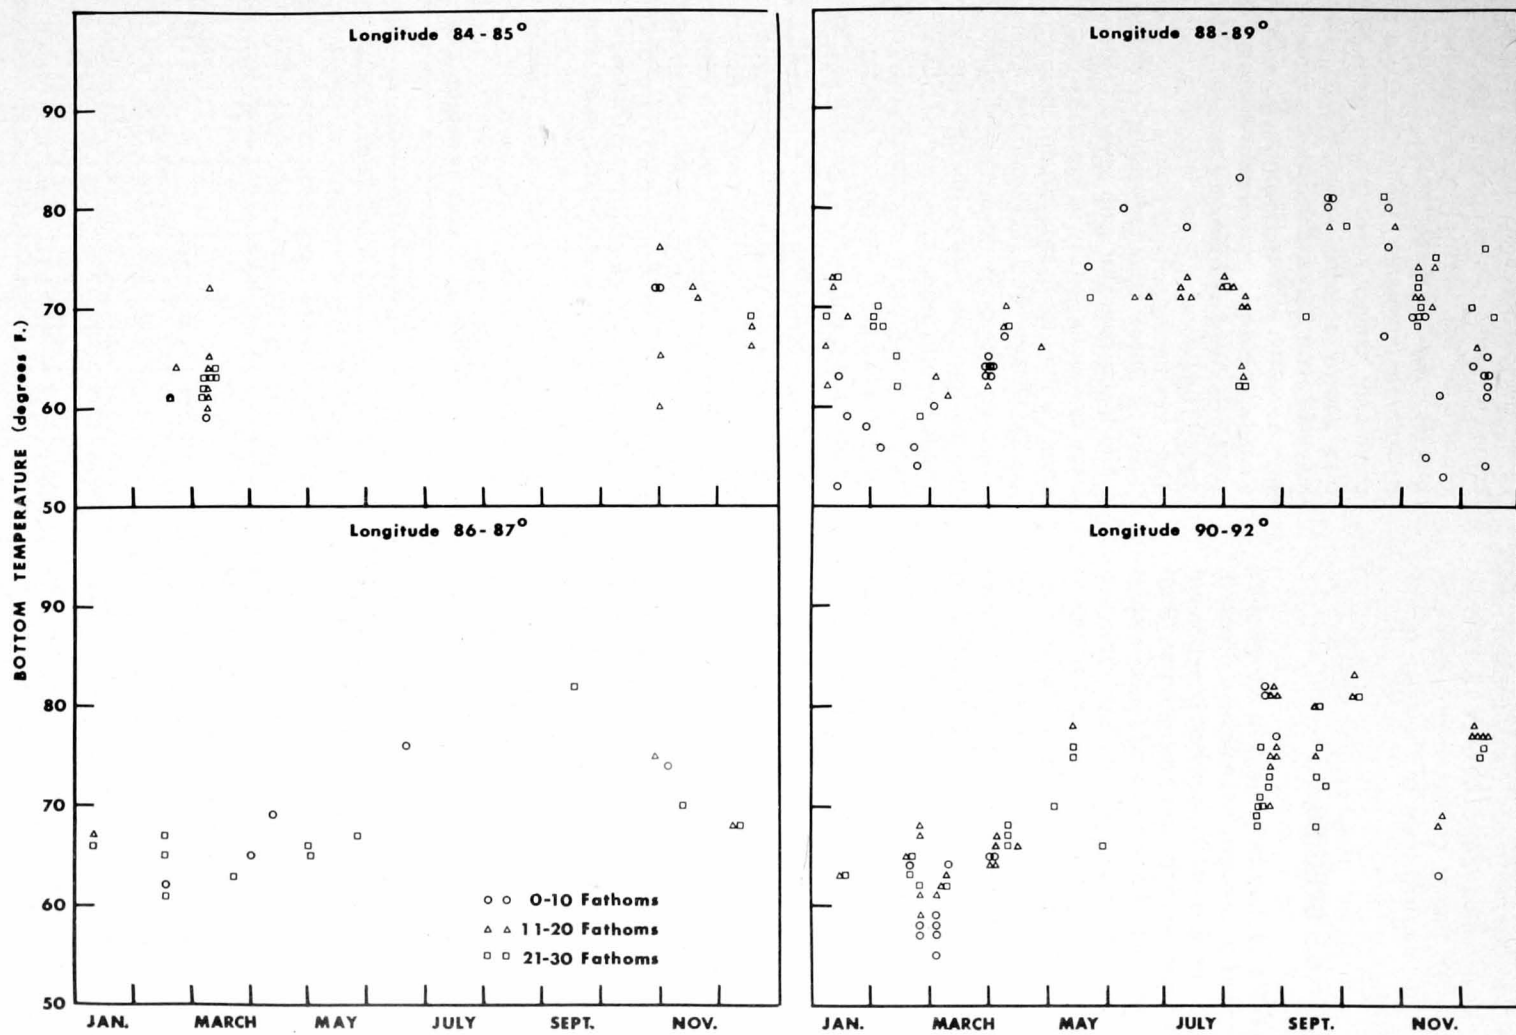 Longitude 84-85°
Longitude 88-89°
BOTTOM TEMPERATURE (degrees F.)
90
80
70
60
50
Longitude 86-87°
Longitude 90-92°
90
80
70
60
50
0-10 Fathoms
11-20 Fathoms
21-30 Fathoms
JAN. MARCH MAY JULY SEPT. NOV.
JAN. MARCH MAY JULY SEPT. NOV.